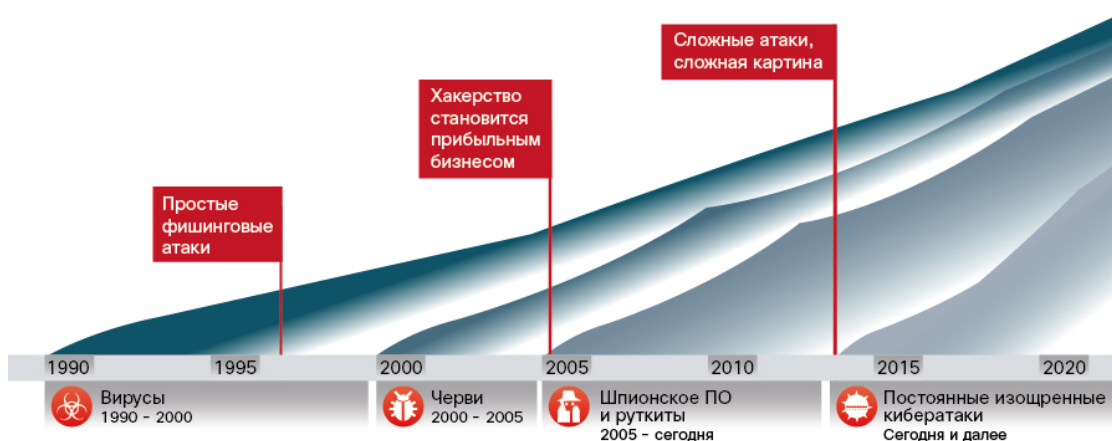 Сложные атаки,
сложная картина
Хакерство
становится
прибыльным
бизнесом
Простые
фишинговые
атаки
1990
1995
2000
2005
2010
2015
2020
Вирусы
1990 - 2000
Черви
2000 - 2005
Шпионское ПО
и руткиты
2005 - сегодня
Постоянные изощренные
кибератаки
Сегодня и далее